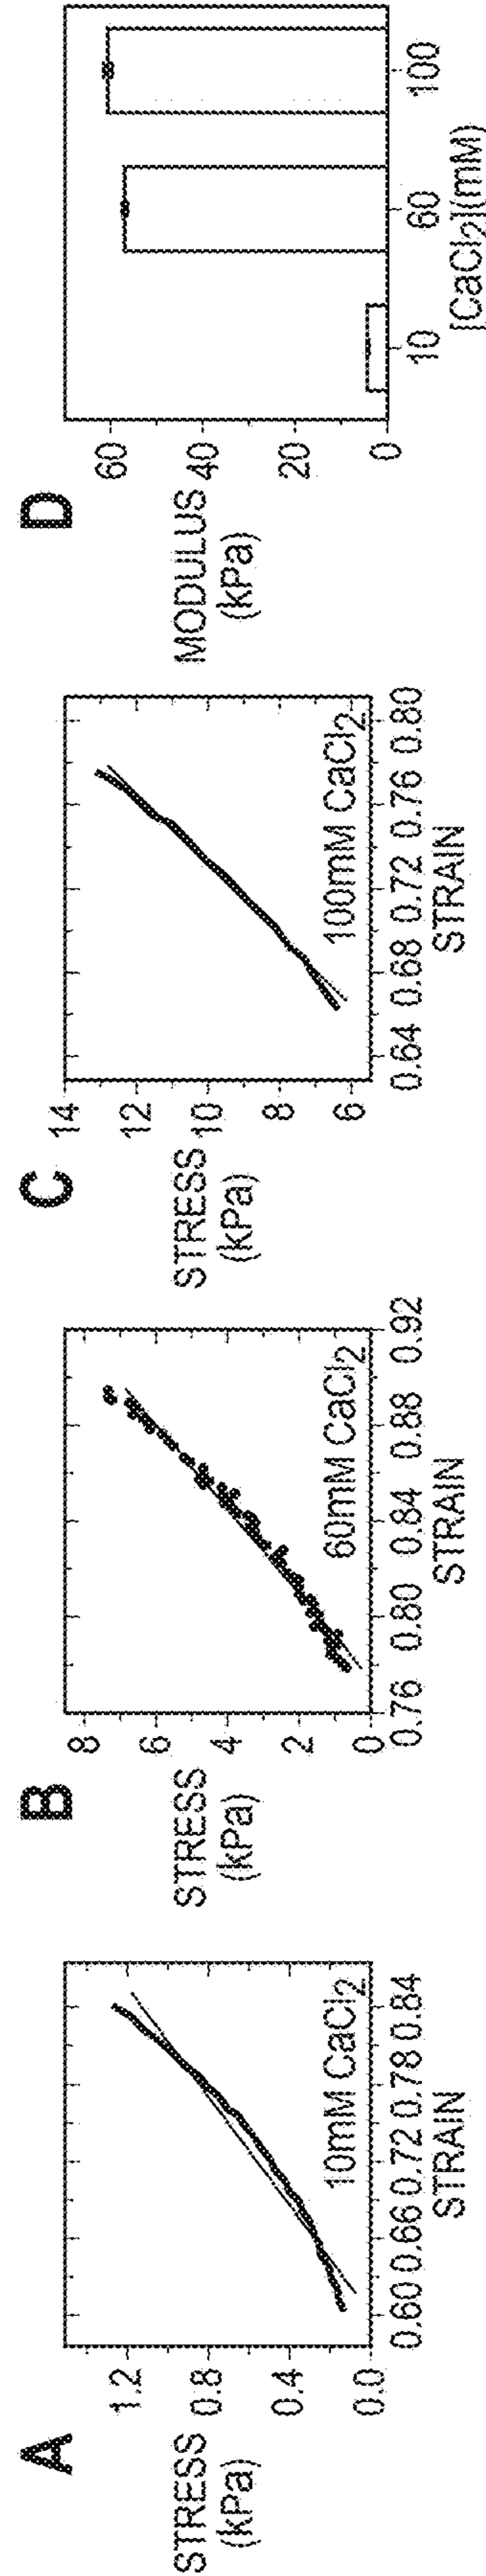 A
STRESS
(kPa)
1.2
0.8
0.4
0.0
0.60 0.66 0.72 0.78 0.84
STRAIN
10mM CaCl2
B
STRESS
(kPa)
8
6
4
2
0
0.76 0.80 0.84 0.88 0.92
STRAIN
60mM CaCl2
C
STRESS
(kPa)
14
12
10
8
6
0.64 0.68 0.72 0.76 0.80
STRAIN
100mM CaCl2
D
MODULUS
(kPa)
60
40
20
0
10 60 100
[CaCl2](mM)